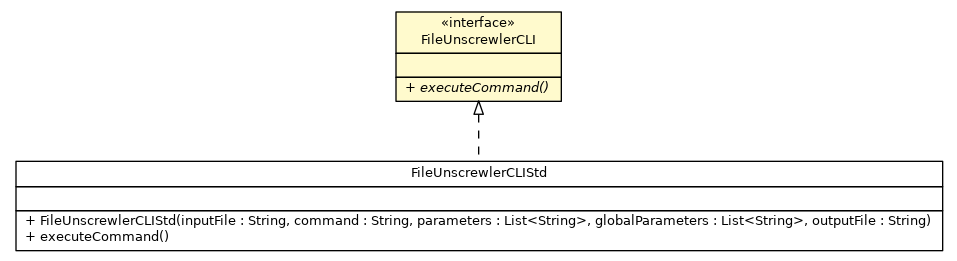 «interface»
FileUnscrewlerCLI
+ executeCommand()
FileUnscrewlerCLIStd
+ FileUnscrewlerCLIStd(inputFile : String, command : String, parameters : List<String>, globalParameters : List<String>, outputFile : String)
+ executeCommand()